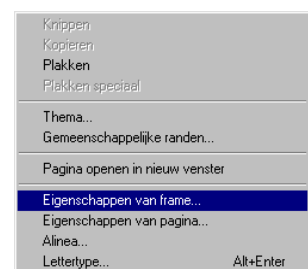 Knippen
Kopieren
Plakken
Plakken speciaal
Thema...
Gemeenschappelijke randen...
Pagina openen in nieuw venster
Eigenschappen van frame...
Eigenschappen van pagina...
Alinea...
Lettertype... Alt+Enter